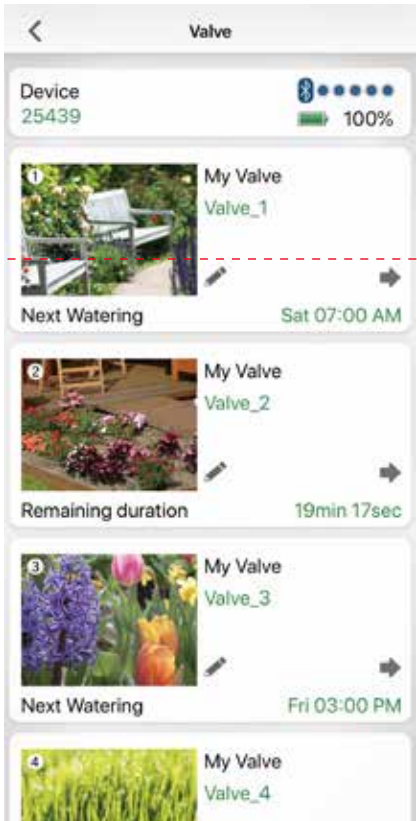 Valve
Device
25439
100%
1
My Valve
Valve_1
Next Watering
Sat 07:00 AM
2
My Valve
Valve_2
Remaining duration
19min 17sec
3
My Valve
Valve_3
Next Watering
Fri 03:00 PM
4
My Valve
Valve_4